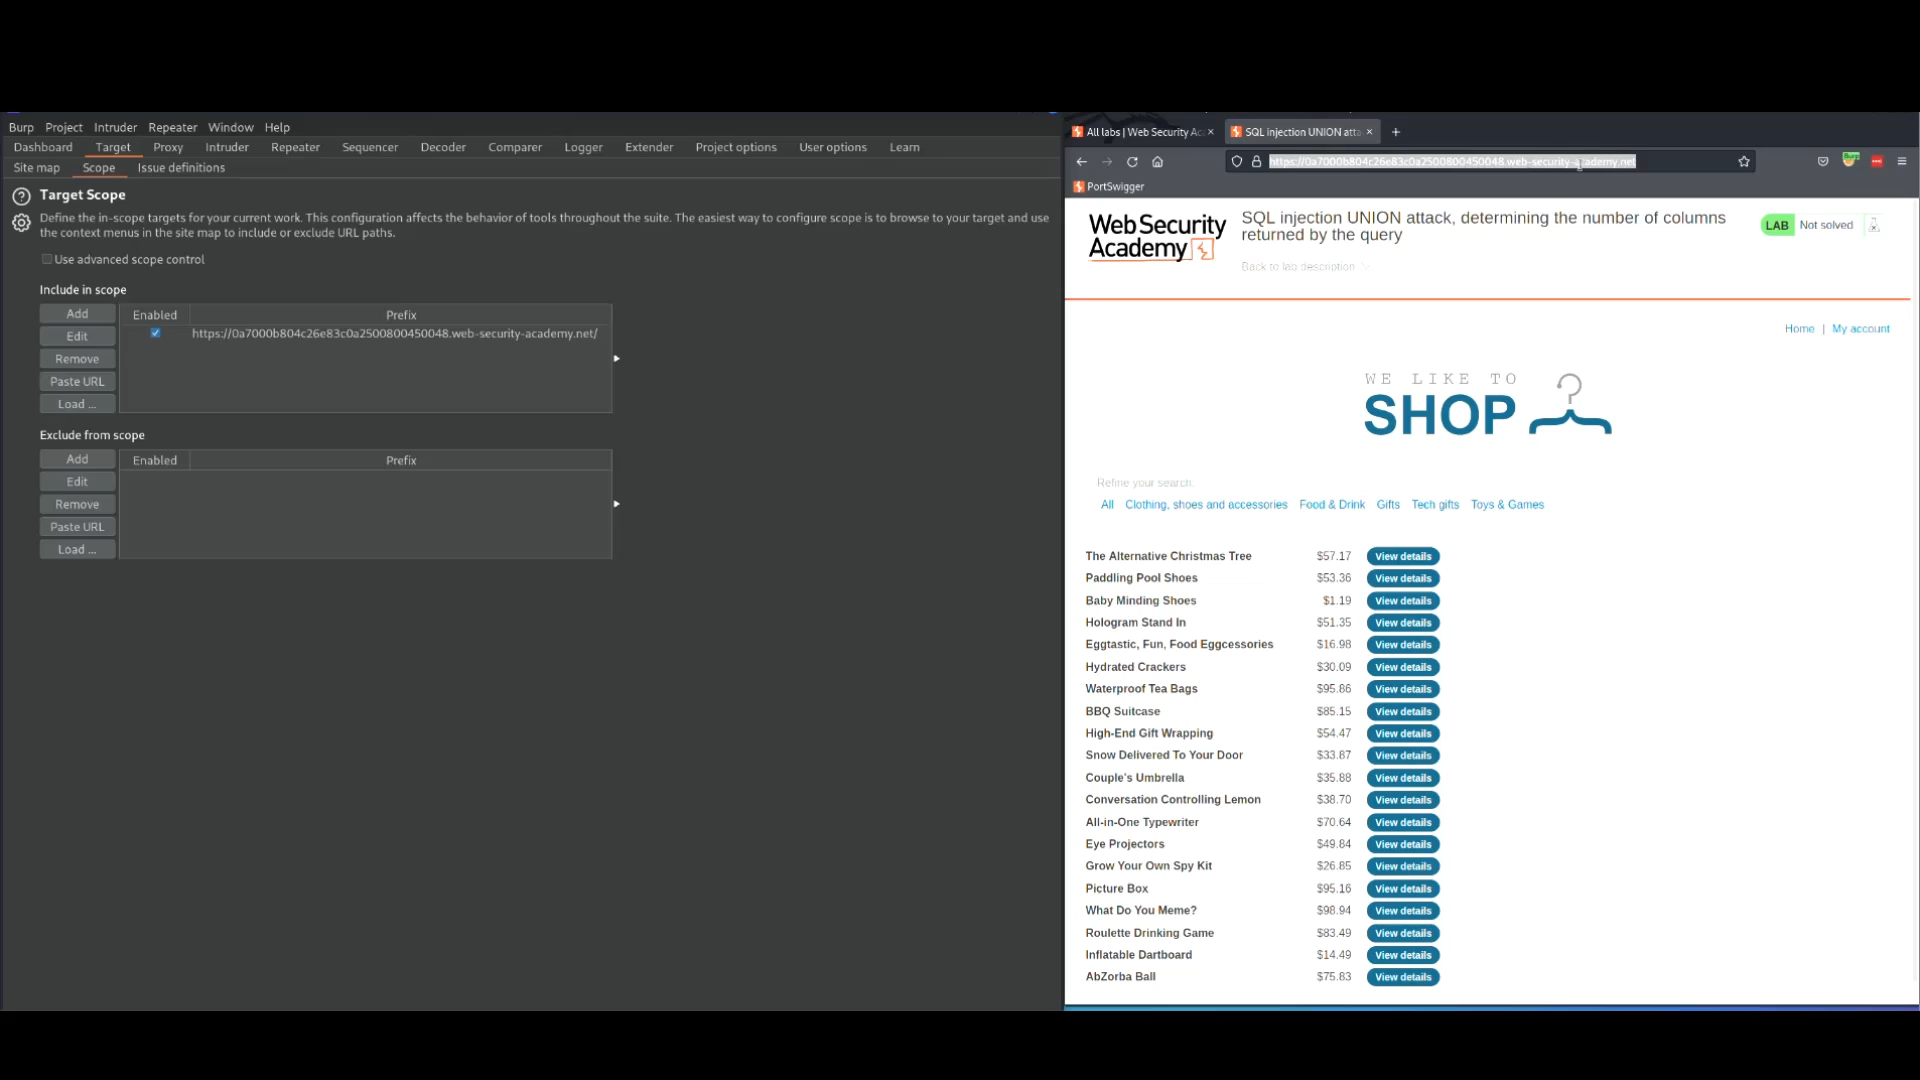 Burp Project Intruder Repeater Window Help
Dashboard Target Proxy Intruder Repeater Sequencer Decoder Comparer Logger Extender Project options User options Learn
Site map Scope Issue definitions
Target Scope
Define the in-scope targets for your current work. This configuration affects the behavior of tools throughout the suite. The easiest way to configure scope is to browse to your target and use
the context menus in the site map to include or exclude URL paths.
Use advanced scope control
Include in scope
Add
Edit
Remove
Paste URL
Load ...
Enabled Prefix
https://0a7000b804c26e83c0a2500800450048.web-security-academy.net/
Exclude from scope
Add
Edit
Remove
Paste URL
Load ...
Enabled Prefix
All labs | Web Security Ac
SQL injection UNION atta
https://0a7000b804c26e83c0a2500800450048.web-security-academy.net
PortSwigger
Web Security
Academy
SQL injection UNION attack, determining the number of columns
returned by the query
Back to lab description
LAB Not solved
Home | My account
WE LIKE TO
SHOP
Refine your search:
All Clothing, shoes and accessories Food & Drink Gifts Tech gifts Toys & Games
The Alternative Christmas Tree $57.17 View details
Paddling Pool Shoes $53.36 View details
Baby Minding Shoes $1.19 View details
Hologram Stand In $51.35 View details
Eggtastic, Fun, Food Eggcessories $16.98 View details
Hydrated Crackers $30.09 View details
Waterproof Tea Bags $95.86 View details
BBQ Suitcase $85.15 View details
High-End Gift Wrapping $54.47 View details
Snow Delivered To Your Door $33.87 View details
Couple's Umbrella $35.88 View details
Conversation Controlling Lemon $38.70 View details
All-in-One Typewriter $70.64 View details
Eye Projectors $49.84 View details
Grow Your Own Spy Kit $26.85 View details
Picture Box $95.16 View details
What Do You Meme? $98.94 View details
Roulette Drinking Game $83.49 View details
Inflatable Dartboard $14.49 View details
AbZorba Ball $75.83 View details